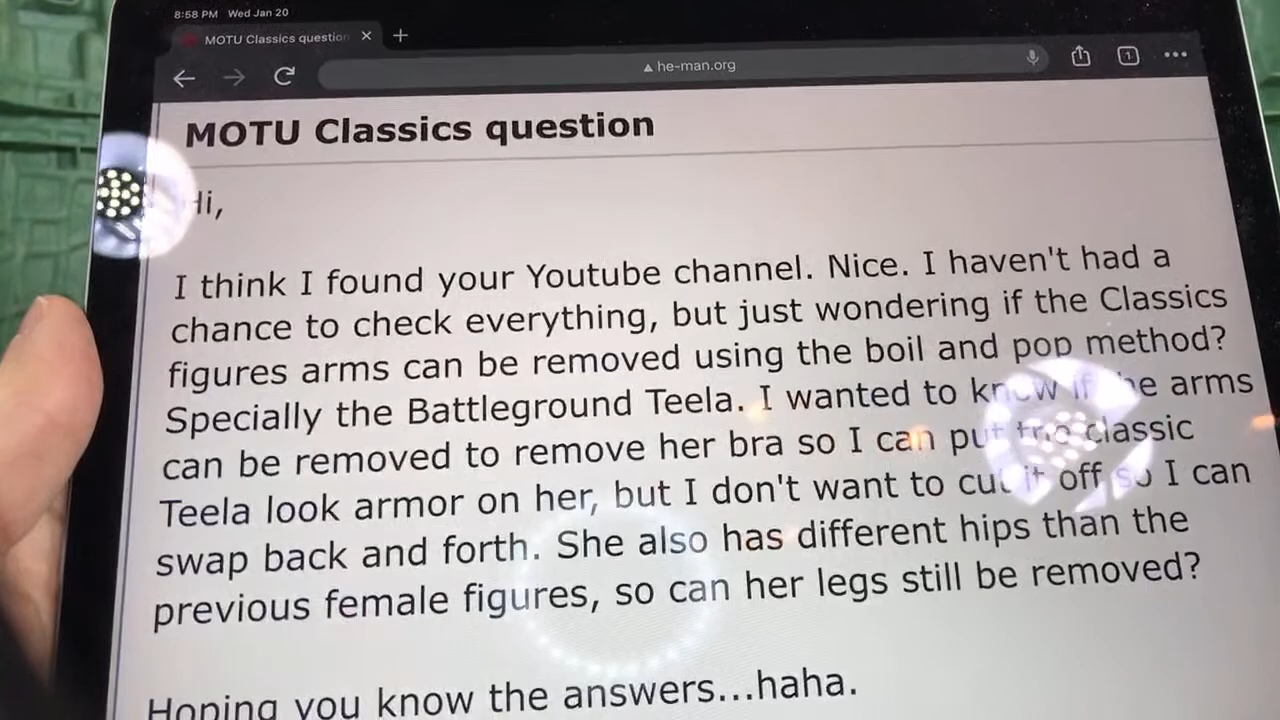 8:58 PM Wed Jan 20
MOTU Classics question
he-man.org
1
MOTU Classics question
Hi,
I think I found your Youtube channel. Nice. I haven't had a
chance to check everything, but just wondering if the Classics
figures arms can be removed using the boil and pop method?
Specially the Battleground Teela. I wanted to know if the arms
can be removed to remove her bra so I can put the classic
Teela look armor on her, but I don't want to cut it off so I can
swap back and forth. She also has different hips than the
previous female figures, so can her legs still be removed?
Hoping you know the answers...haha.